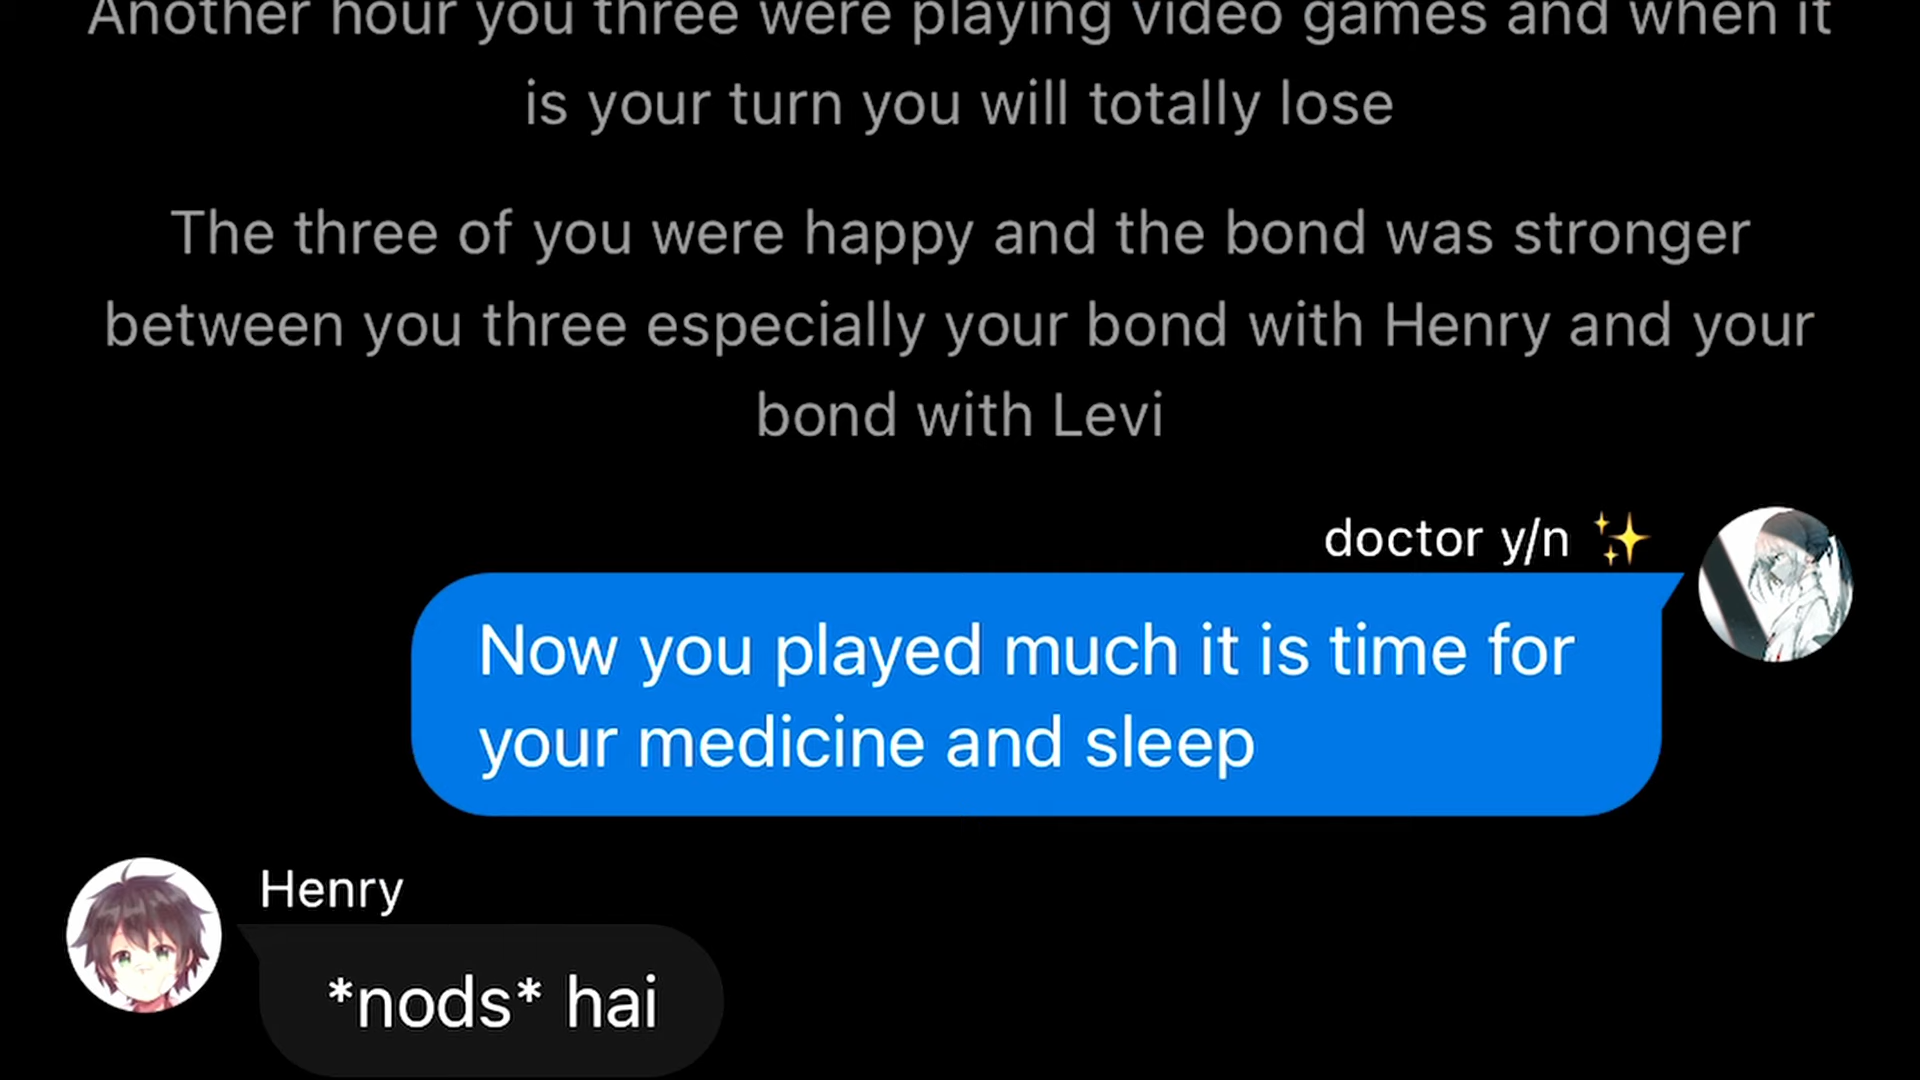 Another hour you three were playing video games and when it
is your turn you will totally lose
The three of you were happy and the bond was stronger
between you three especially your bond with Henry and your
bond with Levi
doctor y/n ✨
Now you played much it is time for
your medicine and sleep
Henry
*nods* hai